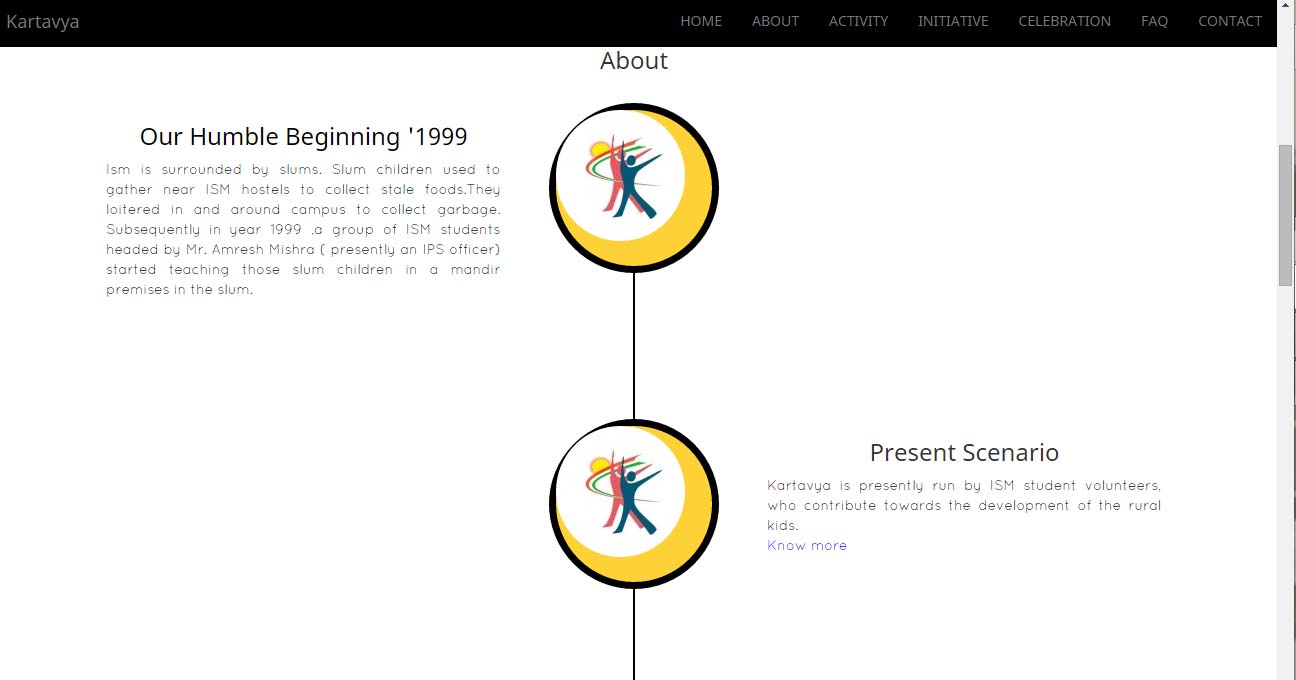 Kartavya
HOME ABOUT ACTIVITY INITIATIVE CELEBRATION FAQ CONTACT
About
Our Humble Beginning '1999
Ism is surrounded by slums. Slum children used to
gather near ISM hostels to collect stale foods.They
loitered in and around campus to collect garbage.
Subsequently in year 1999 ,a group of ISM students
headed by Mr. Amresh Mishra ( presently an IPS officer)
started teaching those slum children in a mandir
premises in the slum.
Present Scenario
Kartavya is presently run by ISM student volunteers,
who contribute towards the development of the rural
kids.
Know more